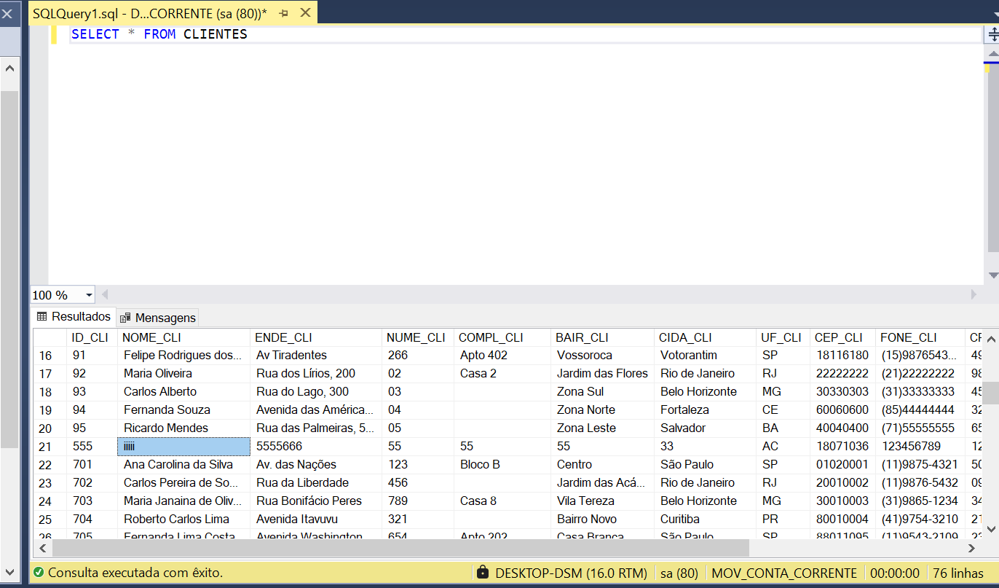 SQLQuery1.sql - D...CORRENTE (sa (80))*
SELECT * FROM CLIENTES
100 %
Resultados Mensagens
ID_CLI NOME_CLI ENDE_CLI NUME_CLI COMPL_CLI BAIR_CLI CIDA_CLI UF_CLI CEP_CLI FONE_CLI
16 91 Felipe Rodrigues dos... Av Tiradentes 266 Apto 402 Vossoroca Votorantim SP 18116180 (15)9876543... 49
17 92 Maria Oliveira Rua dos Lírios, 200 02 Casa 2 Jardim das Flores Rio de Janeiro RJ 22222222 (21)22222222 98
18 93 Carlos Alberto Rua do Lago, 300 03 Zona Sul Belo Horizonte MG 30330303 (31)33333333 45
19 94 Fernanda Souza Avenida das América... 04 Zona Norte Fortaleza CE 60060600 (85)44444444 32
20 95 Ricardo Mendes Rua das Palmeiras, 5... 05 Zona Leste Salvador BA 40040400 (71)55555555 65
21 555 iiiii 5555666 55 55 55 33 AC 18071036 123456789 12
22 701 Ana Carolina da Silva Av. das Nações 123 Bloco B Centro São Paulo SP 01020001 (11)9875-4321 50
23 702 Carlos Pereira de So... Rua da Liberdade 456 Jardim das Acá... Rio de Janeiro RJ 20010002 (11)9876-5432 09
24 703 Maria Janaina de Oliv... Rua Bonifácio Peres 789 Casa 8 Vila Tereza Belo Horizonte MG 30010003 (31)9865-1234 34
25 704 Roberto Carlos Lima Avenida Itavuvu 321 Bairro Novo Curitiba PR 80010004 (41)9754-3210 21
26 705 Fernanda Lima Costa Avenida Washington 654 Apto 202 Casa Branca São Paulo SP 88011095 (11)9543-2109
Consulta executada com êxito. DESKTOP-DSM (16.0 RTM) sa (80) MOV_CONTA_CORRENTE 00:00:00 76 linhas